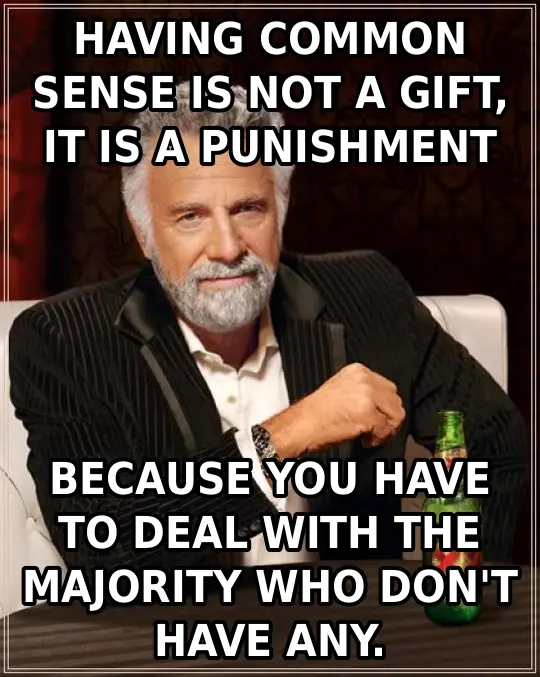 HAVING COMMON
SENSE IS NOT A GIFT,
IT IS A PUNISHMENT
BECAUSE YOU HAVE
TO DEAL WITH THE
MAJORITY WHO DON'T
HAVE ANY.